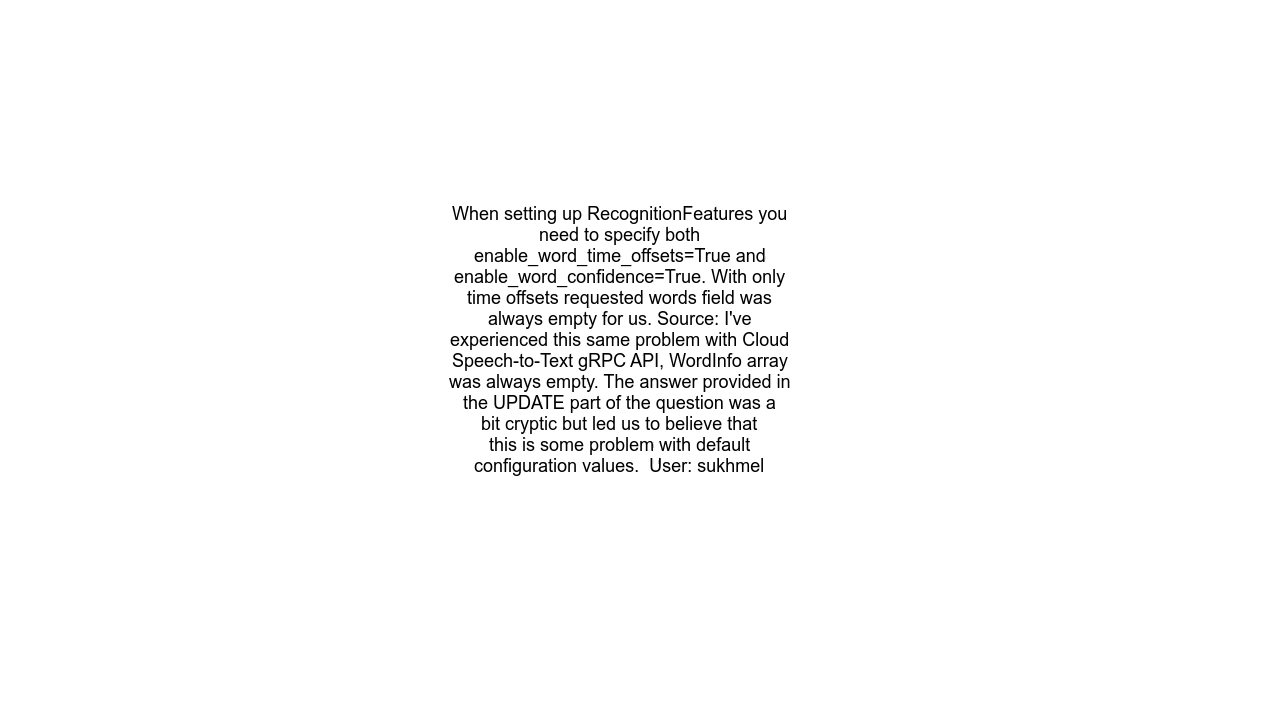 When setting up RecognitionFeatures you
need to specify both
enable_word_time_offsets=True and
enable_word_confidence=True. With only
time offsets requested words field was
always empty for us. Source: I've
experienced this same problem with Cloud
Speech-to-Text gRPC API, WordInfo array
was always empty. The answer provided in
the UPDATE part of the question was a
bit cryptic but led us to believe that
this is some problem with default
configuration values.  User: sukhmel